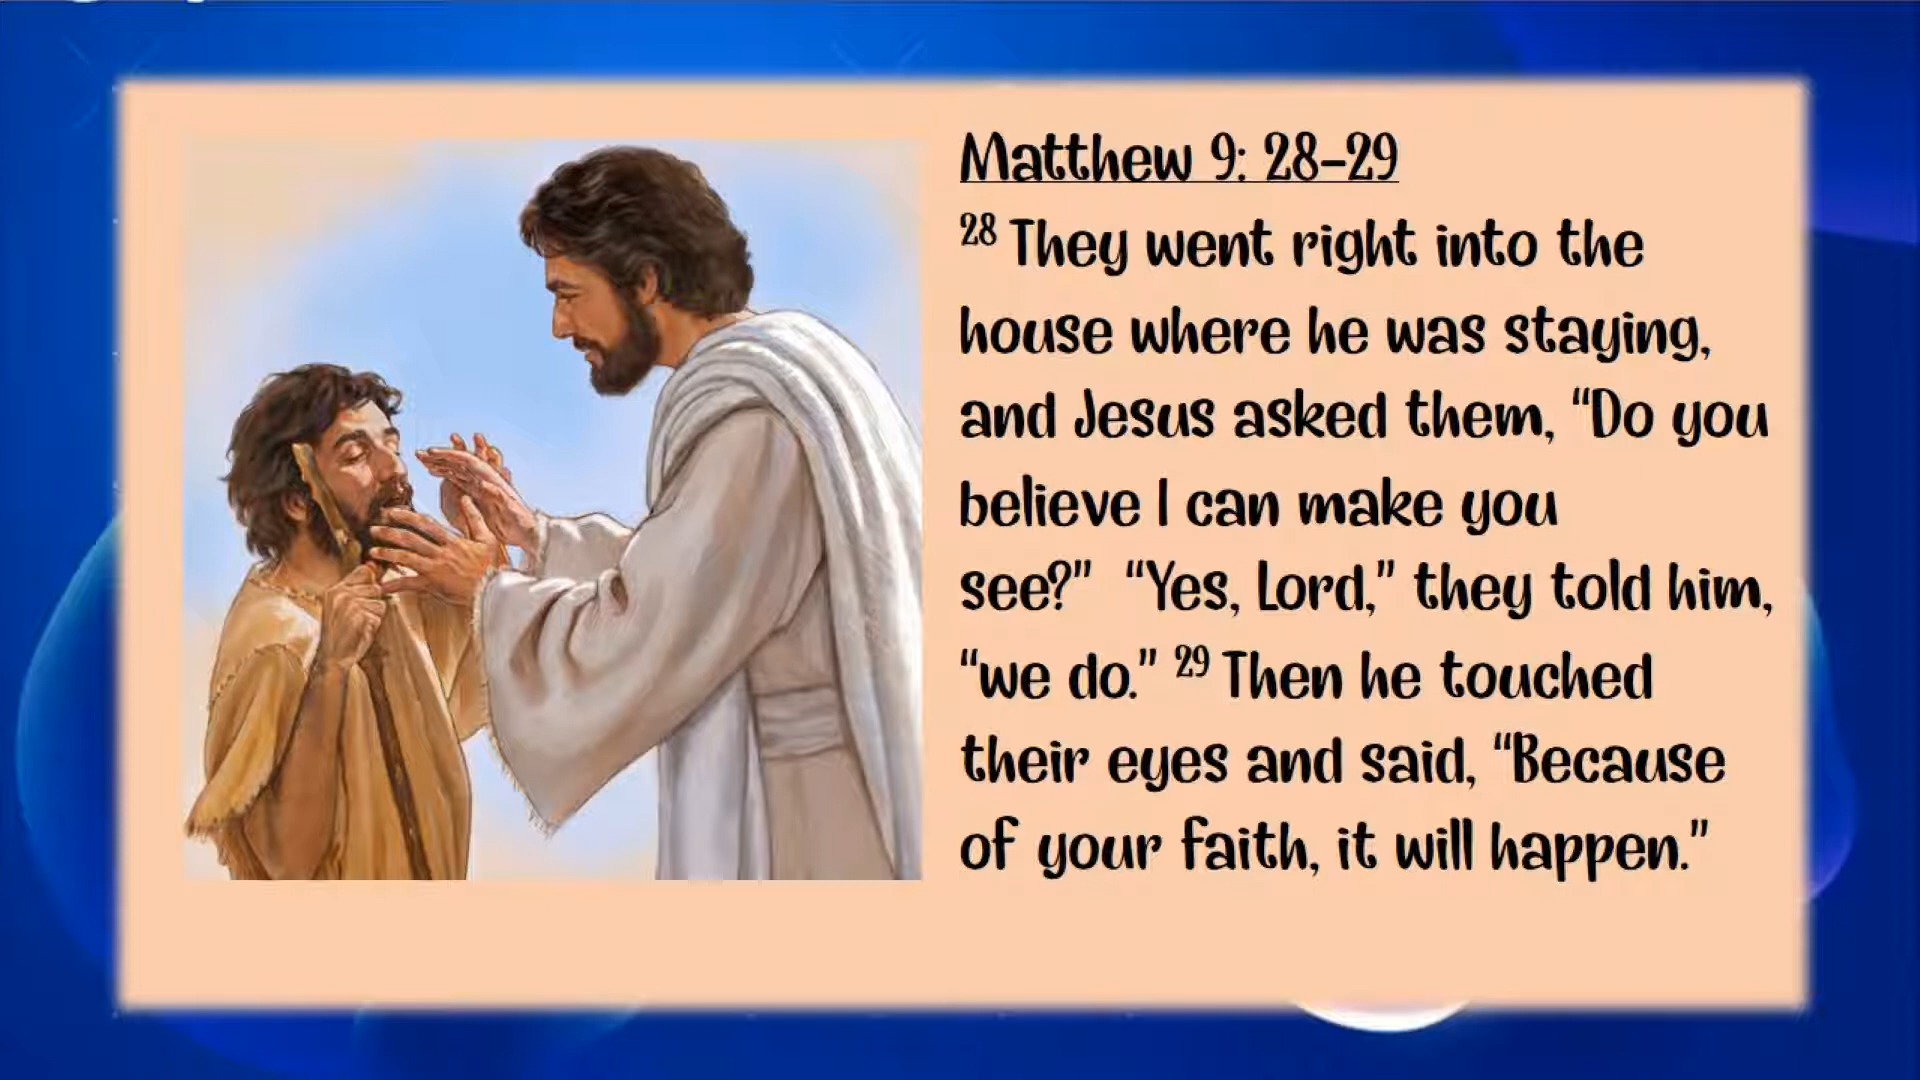 Matthew 9: 28-29
28 They went right into the
house where he was staying,
and Jesus asked them, “Do you
believe I can make you
see?”  “Yes, Lord,” they told him,
“we do.” 29 Then he touched
their eyes and said, “Because
of your faith, it will happen.”